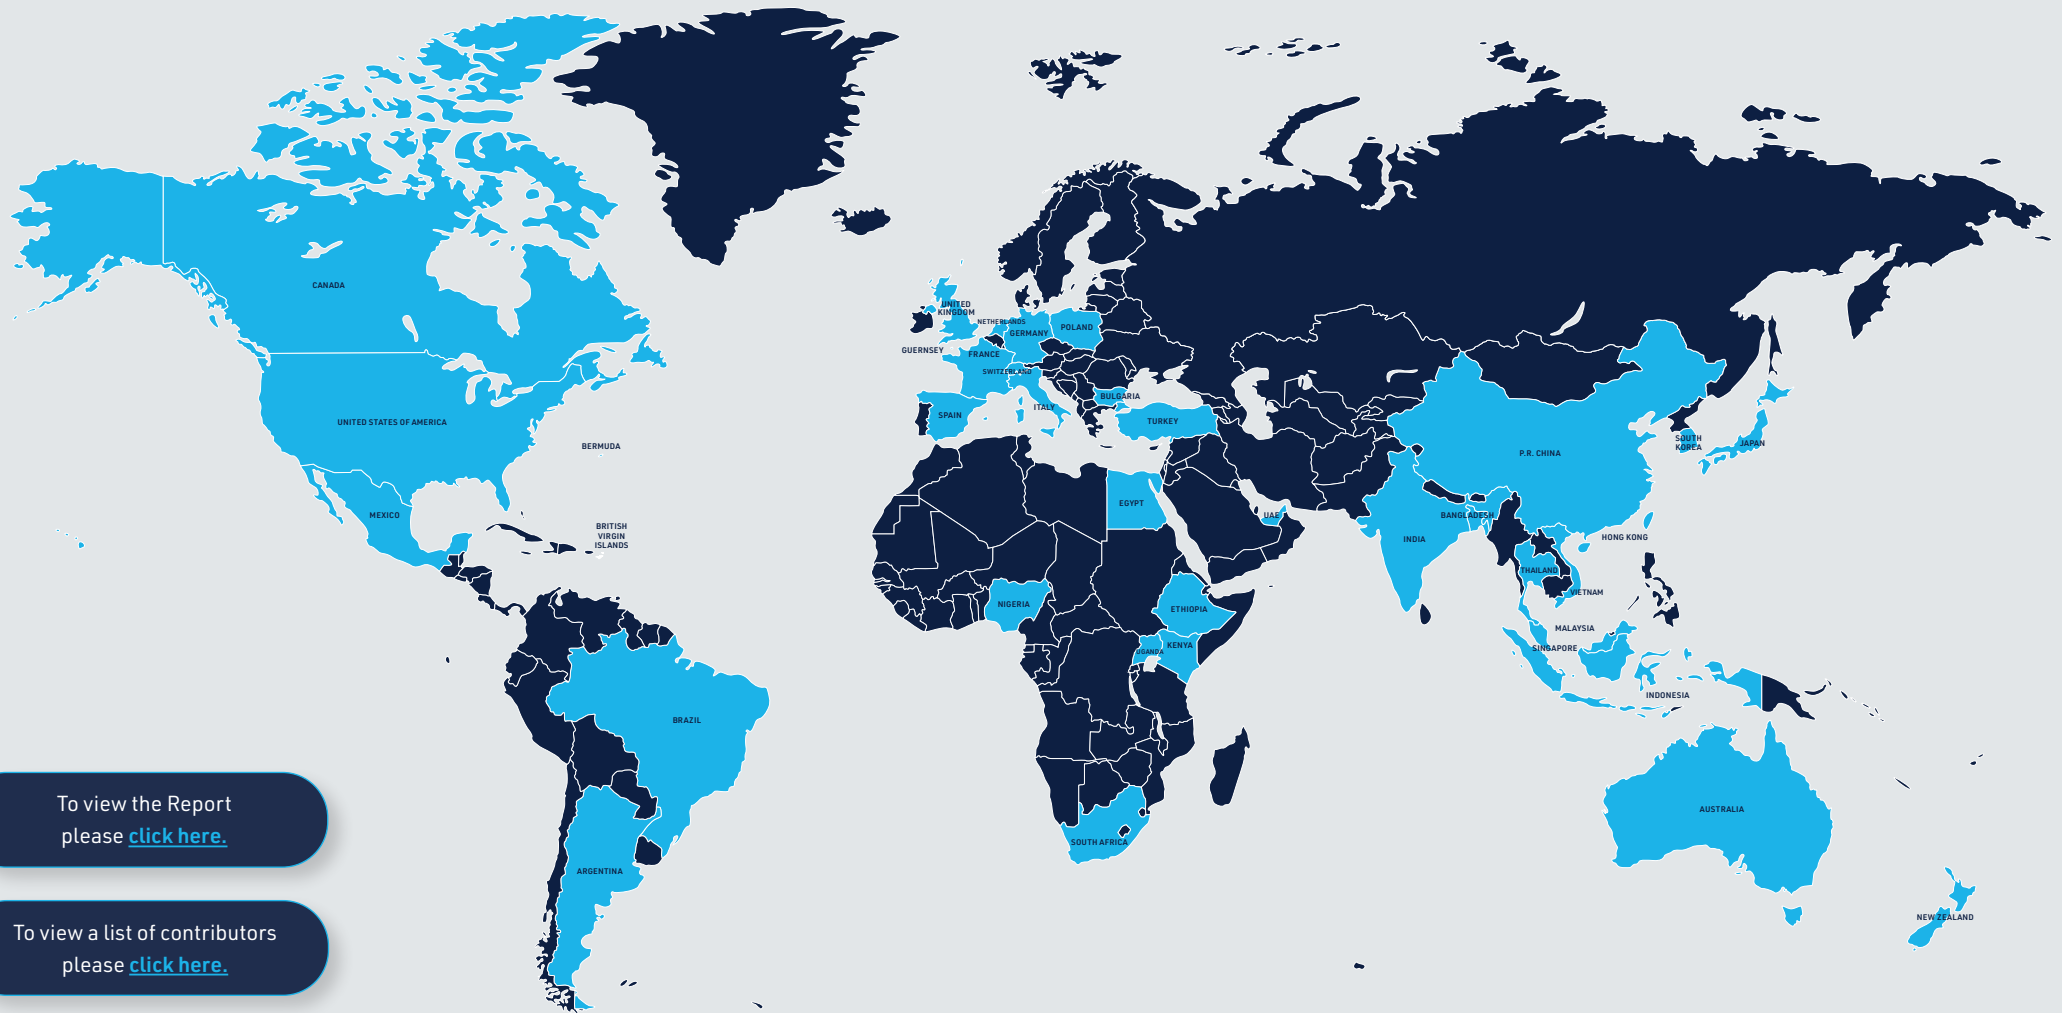 CANADA
UNITED STATES OF AMERICA
BERMUDA
MEXICO
BRITISH
VIRGIN
ISLANDS
BRAZIL
ARGENTINA
UNITED
KINGDOM
NETHERLANDS
POLAND
GERMANY
GUERNSEY
FRANCE
SWITZERLAND
BULGARIA
ITALY
SPAIN
TURKEY
EGYPT
UAE
NIGERIA
ETHIOPIA
KENYA
UGANDA
SOUTH AFRICA
SOUTH
KOREA
JAPAN
P.R. CHINA
BANGLADESH
INDIA
HONG KONG
THAILAND
VIETNAM
MALAYSIA
SINGAPORE
INDONESIA
AUSTRALIA
NEW ZEALAND
To view the Report
please click here.
To view a list of contributors
please click here.